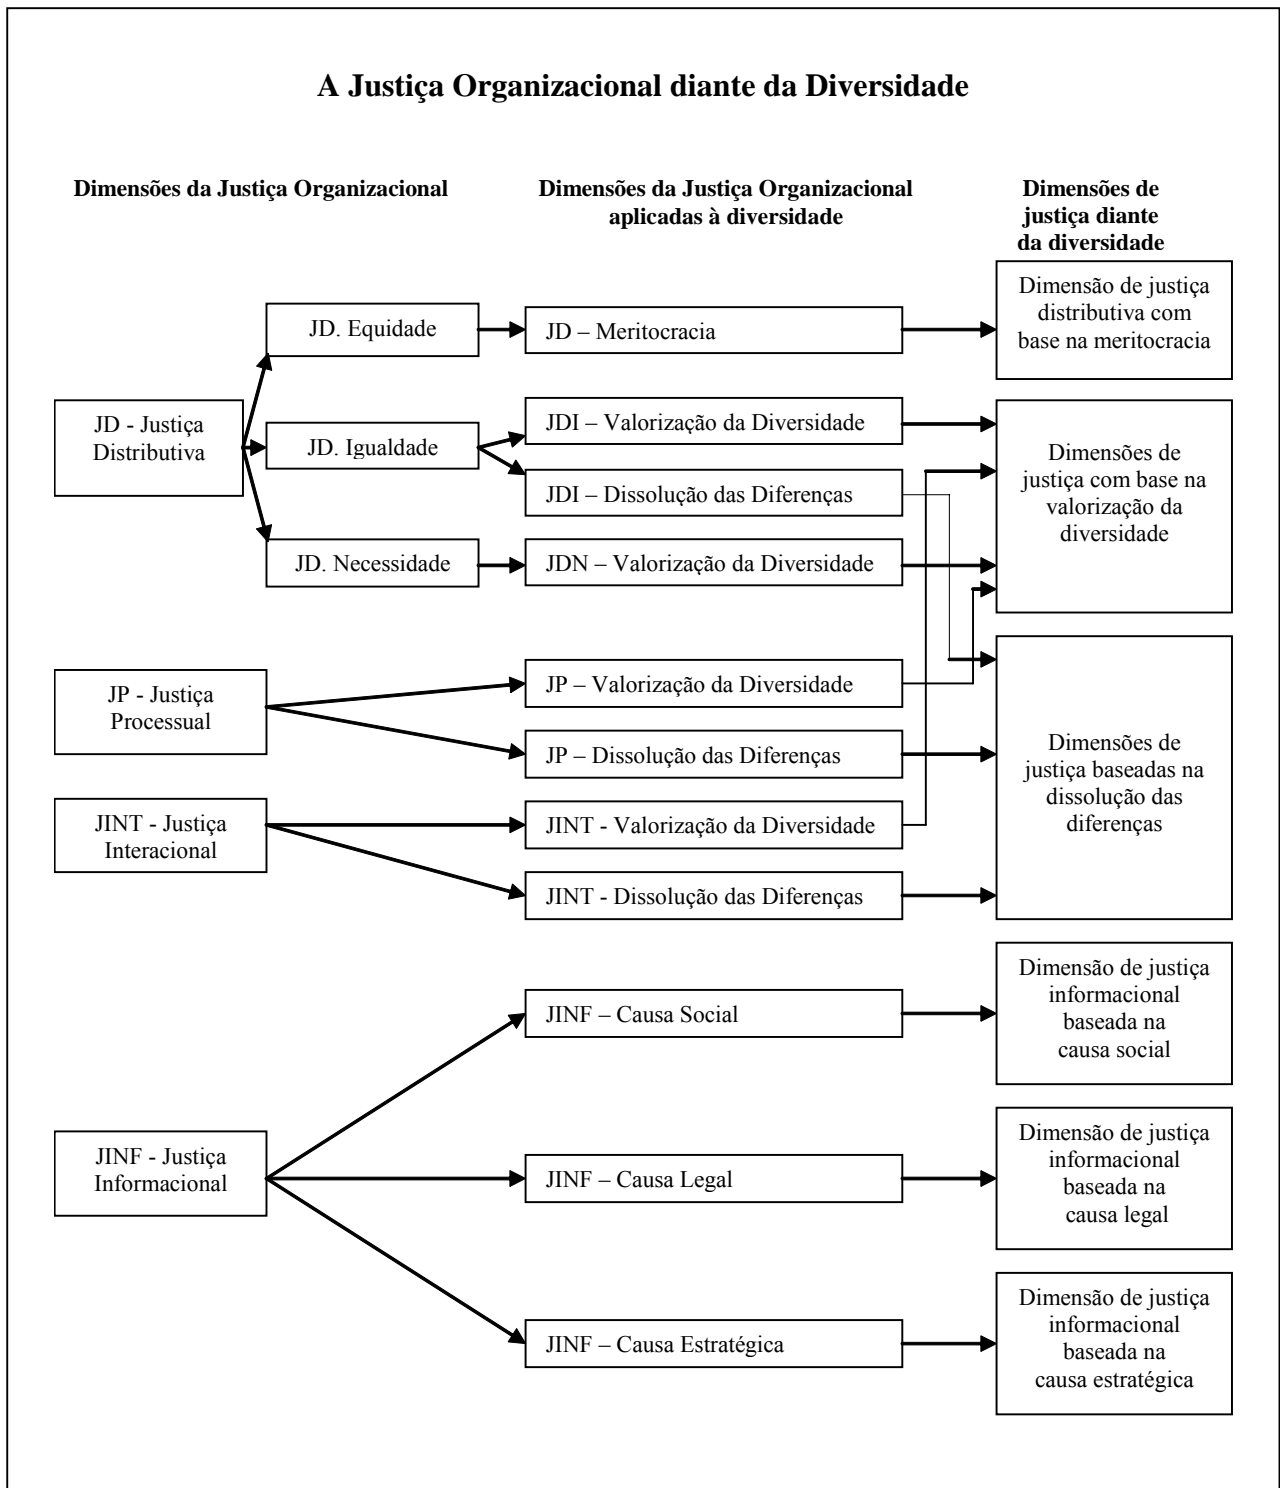 A Justiça Organizacional diante da Diversidade
Dimensões da Justiça Organizacional
Dimensões da Justiça Organizacional
aplicadas à diversidade
Dimensões de
justiça diante
da diversidade
JD. Equidade
JD – Meritocracia
Dimensão de justiça
distributiva com
base na meritocracia
JD - Justiça
Distributiva
JD. Igualdade
JDI – Valorização da Diversidade
JDI – Dissolução das Diferenças
JD. Necessidade
JDN – Valorização da Diversidade
Dimensões de
justiça com base na
valorização da
diversidade
JP - Justiça
Processual
JP – Valorização da Diversidade
JP – Dissolução das Diferenças
JINT - Justiça
Interacional
JINT - Valorização da Diversidade
JINT - Dissolução das Diferenças
Dimensões de
justiça baseadas na
dissolução das
diferenças
JINF – Causa Social
Dimensão de justiça
informacional
baseada na
causa social
JINF - Justiça
Informacional
JINF – Causa Legal
Dimensão de justiça
informacional
baseada na
causa legal
JINF – Causa Estratégica
Dimensão de justiça
informacional
baseada na
causa estratégica